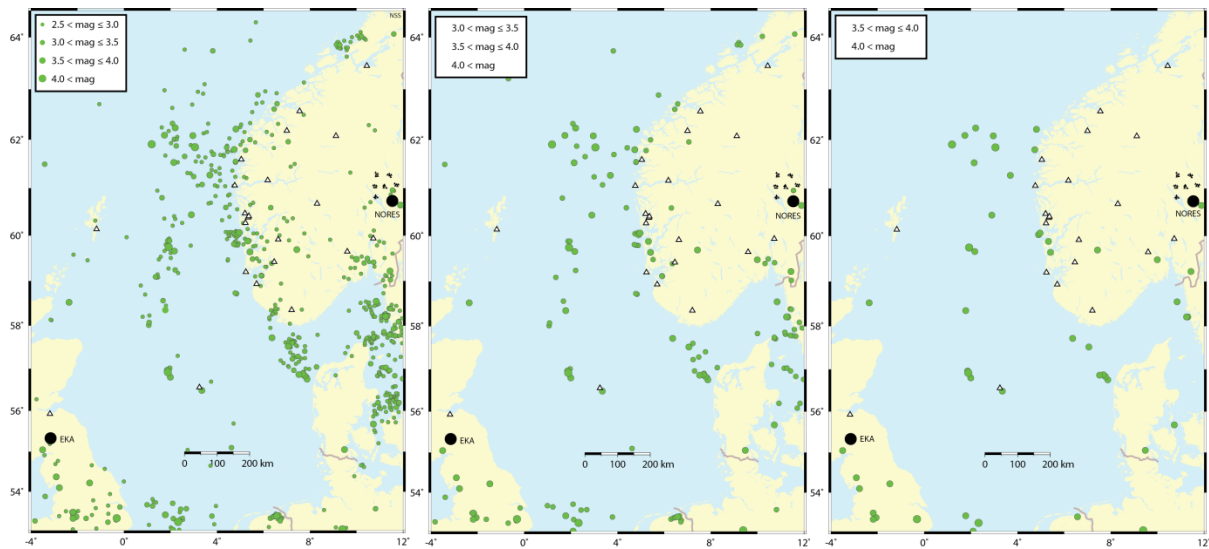 NSS
2.5 < mag ≤ 3.0
3.0 < mag ≤ 3.5
3.5 < mag ≤ 4.0
4.0 < mag
64˚
62˚
60˚
58˚
56˚
54˚
NORES
EKA
0 100 200 km
-4˚ 0˚ 4˚ 8˚ 12˚
3.0 < mag ≤ 3.5
3.5 < mag ≤ 4.0
4.0 < mag
64˚
62˚
60˚
58˚
56˚
54˚
NORES
EKA
0 100 200 km
-4˚ 0˚ 4˚ 8˚ 12˚
3.5 < mag ≤ 4.0
4.0 < mag
64˚
62˚
60˚
58˚
56˚
54˚
NORES
EKA
0 100 200 km
-4˚ 0˚ 4˚ 8˚ 12˚